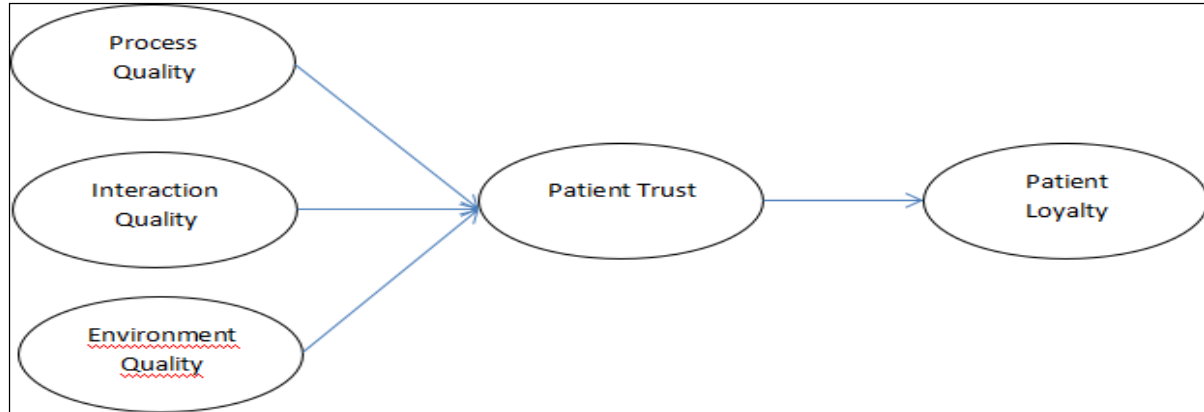 Process
Quality
Interaction
Quality
Environment
Quality
Patient Trust
Patient
Loyalty